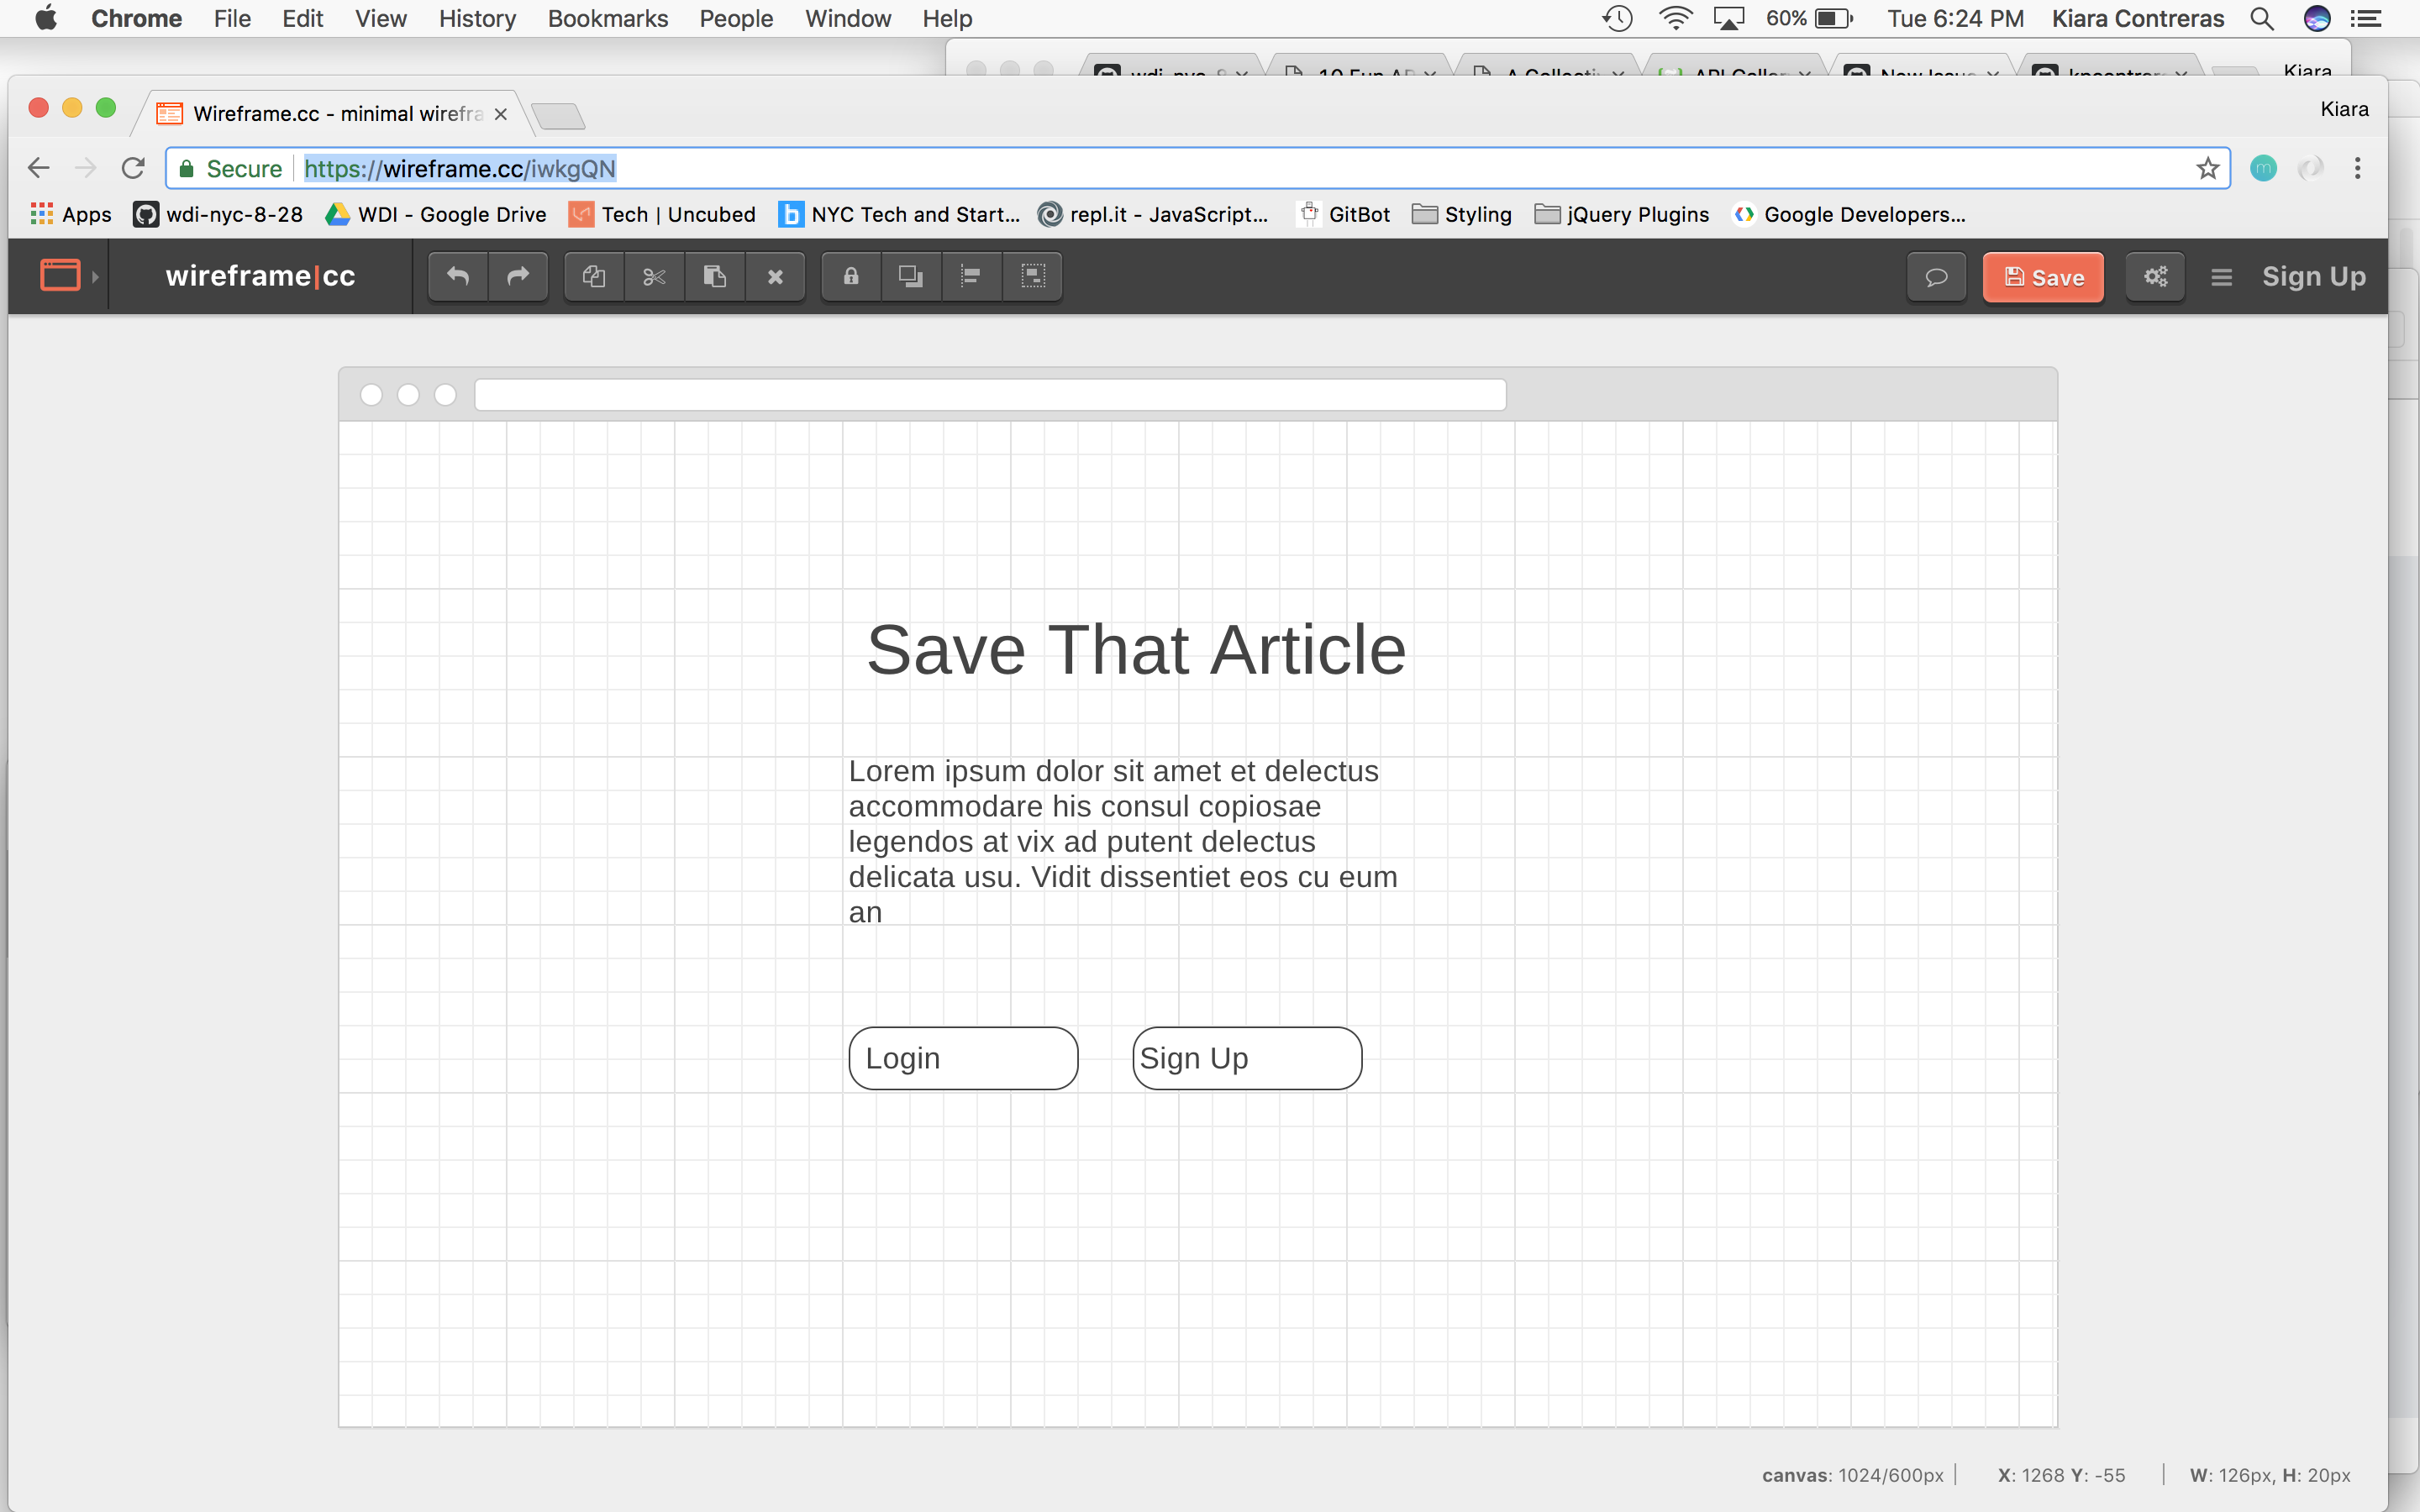 Chrome File Edit View History Bookmarks People Window Help 60% Tue 6:24 PM Kiara Contreras
Kiara
Wireframe.cc - minimal wirefra Kiara
Secure https://wireframe.cc/iwkgQN
Apps wdi-nyc-8-28 WDI - Google Drive Tech | Uncubed NYC Tech and Start... repl.it - JavaScript... GitBot Styling jQuery Plugins Google Developers...
wireframe|cc Save Sign Up
Save That Article
Lorem ipsum dolor sit amet et delectus
accommodare his consul copiosae
legendos at vix ad putent delectus
delicata usu. Vidit dissentiet eos cu eum
an
Login Sign Up
canvas: 1024/600px X: 1268 Y: -55 W: 126px, H: 20px